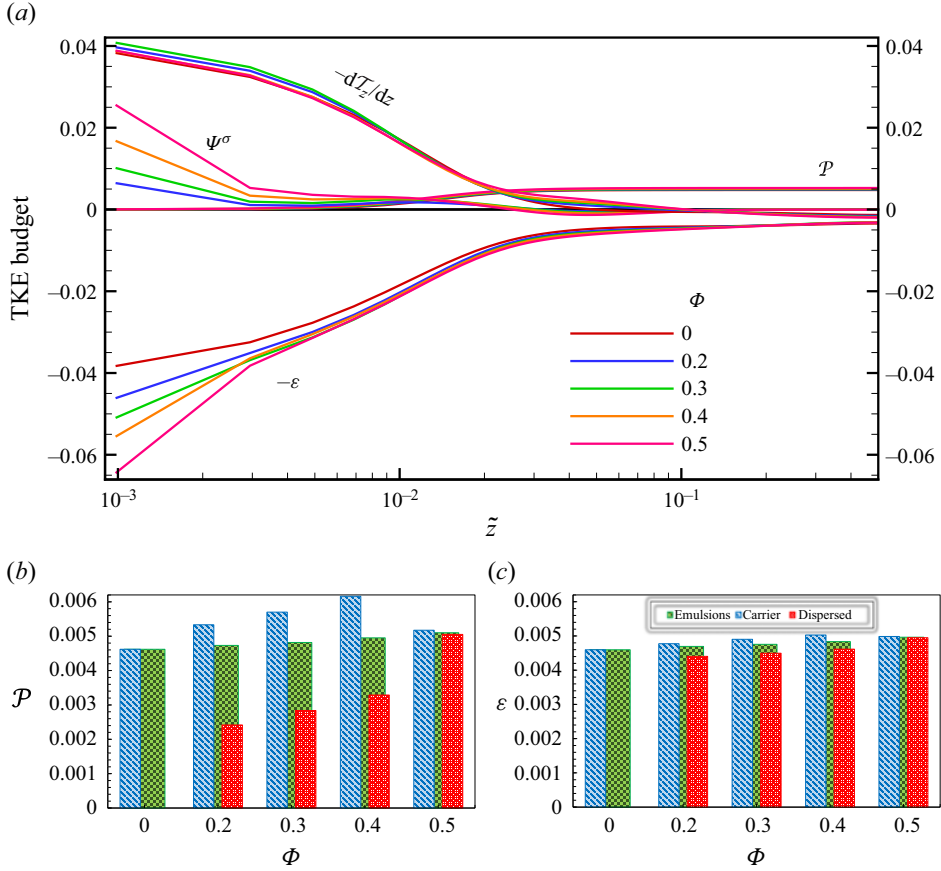 (a)
0.04
0.02
0
–0.02
–0.04
–0.06
0.04
0.02
0
–0.02
–0.04
–0.06
TKE budget
–d𝒯z/dz
Ψσ
𝒫
–ε
Φ
0
0.2
0.3
0.4
0.5
10–3
10–2
10–1
z̃
(b)
0.006
0.005
0.004
0.003
0.002
0.001
0
𝒫
0
0.2
0.3
0.4
0.5
Φ
(c)
0.006
0.005
0.004
0.003
0.002
0.001
0
ε
Emulsions Carrier Dispersed
0
0.2
0.3
0.4
0.5
Φ